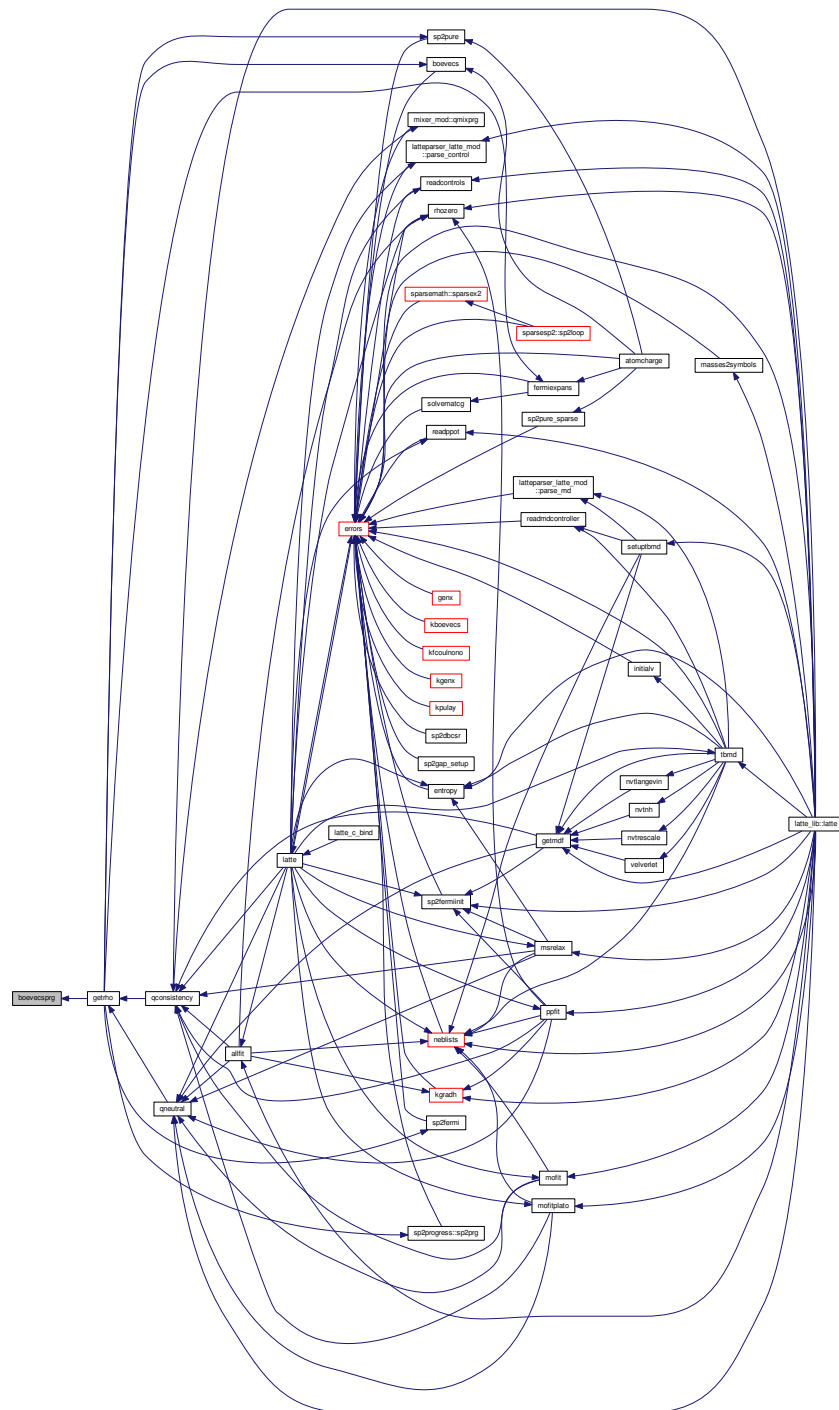 sp2pure
boevecs
mixer_mod::qmixprg
latteparser_latte_mod
::parse_control
readcontrols
rhozero
sparsemath::sparsex2
sparsesp2::sp2loop
atomcharge
masses2symbols
fermiexpans
solvematcg
sp2pure_sparse
readppot
latteparser_latte_mod
::parse_md
errors
readmdcontroller
setuptbmd
genx
kboevecs
kfcoulnono
initialv
kgenx
kpulay
sp2dbcsr
tbmd
sp2gap_setup
nvtlangevin
entropy
nvtnh
latte_lib::latte
latte_c_bind
getmdf
nvtrescale
latte
velverlet
sp2fermiinit
msrelax
boevecsprg
getrho
qconsistency
ppfit
neblists
allfit
kgradh
qneutral
sp2fermi
mofit
mofitplato
sp2progress::sp2prg